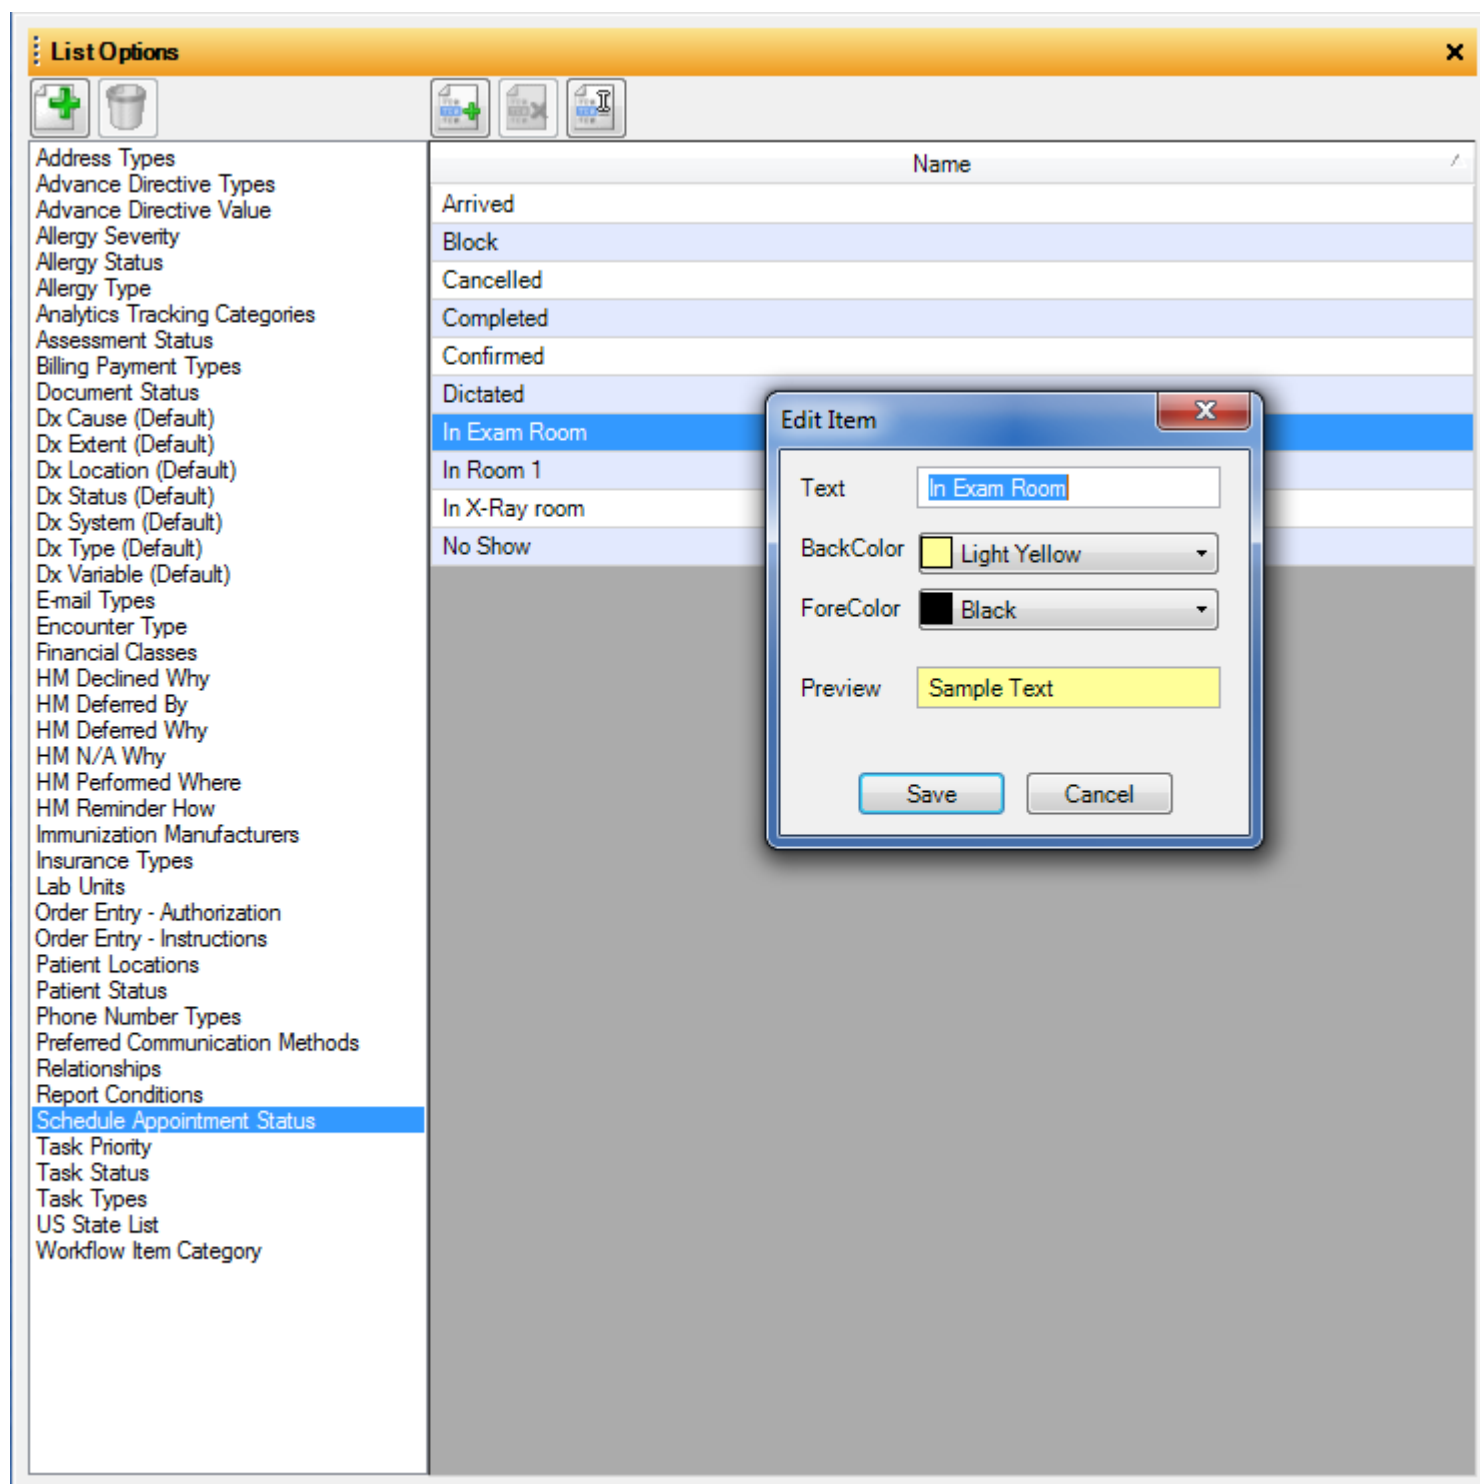 List Options
Address Types
Advance Directive Types
Advance Directive Value
Allergy Severity
Allergy Status
Allergy Type
Analytics Tracking Categories
Assessment Status
Billing Payment Types
Document Status
Dx Cause (Default)
Dx Extent (Default)
Dx Location (Default)
Dx Status (Default)
Dx System (Default)
Dx Type (Default)
Dx Variable (Default)
E-mail Types
Encounter Type
Financial Classes
HM Declined Why
HM Deferred By
HM Deferred Why
HM N/A Why
HM Performed Where
HM Reminder How
Immunization Manufacturers
Insurance Types
Lab Units
Order Entry - Authorization
Order Entry - Instructions
Patient Locations
Patient Status
Phone Number Types
Preferred Communication Methods
Relationships
Report Conditions
Schedule Appointment Status
Task Priority
Task Status
Task Types
US State List
Workflow Item Category
Name
Arrived
Block
Cancelled
Completed
Confirmed
Dictated
In Exam Room
In Room 1
In X-Ray room
No Show
Edit Item
Text In Exam Room
BackColor Light Yellow
ForeColor Black
Preview Sample Text
Save Cancel